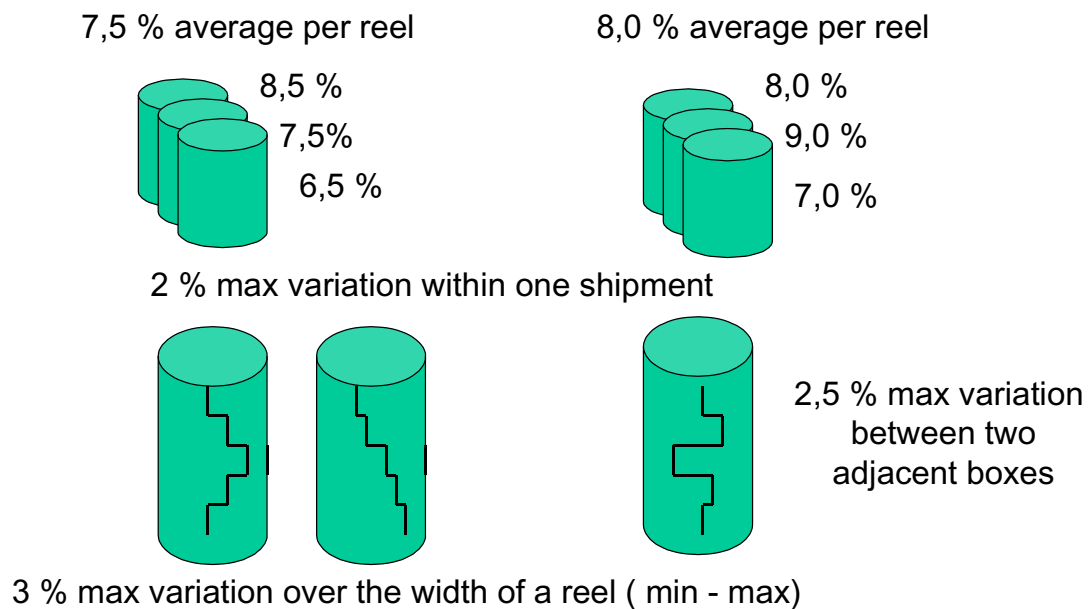 7,5 % average per reel
8,0 % average per reel
8,5 %
7,5%
6,5 %
8,0 %
9,0 %
7,0 %
2 % max variation within one shipment
2,5 % max variation
between two
adjacent boxes
3 % max variation over the width of a reel ( min - max)